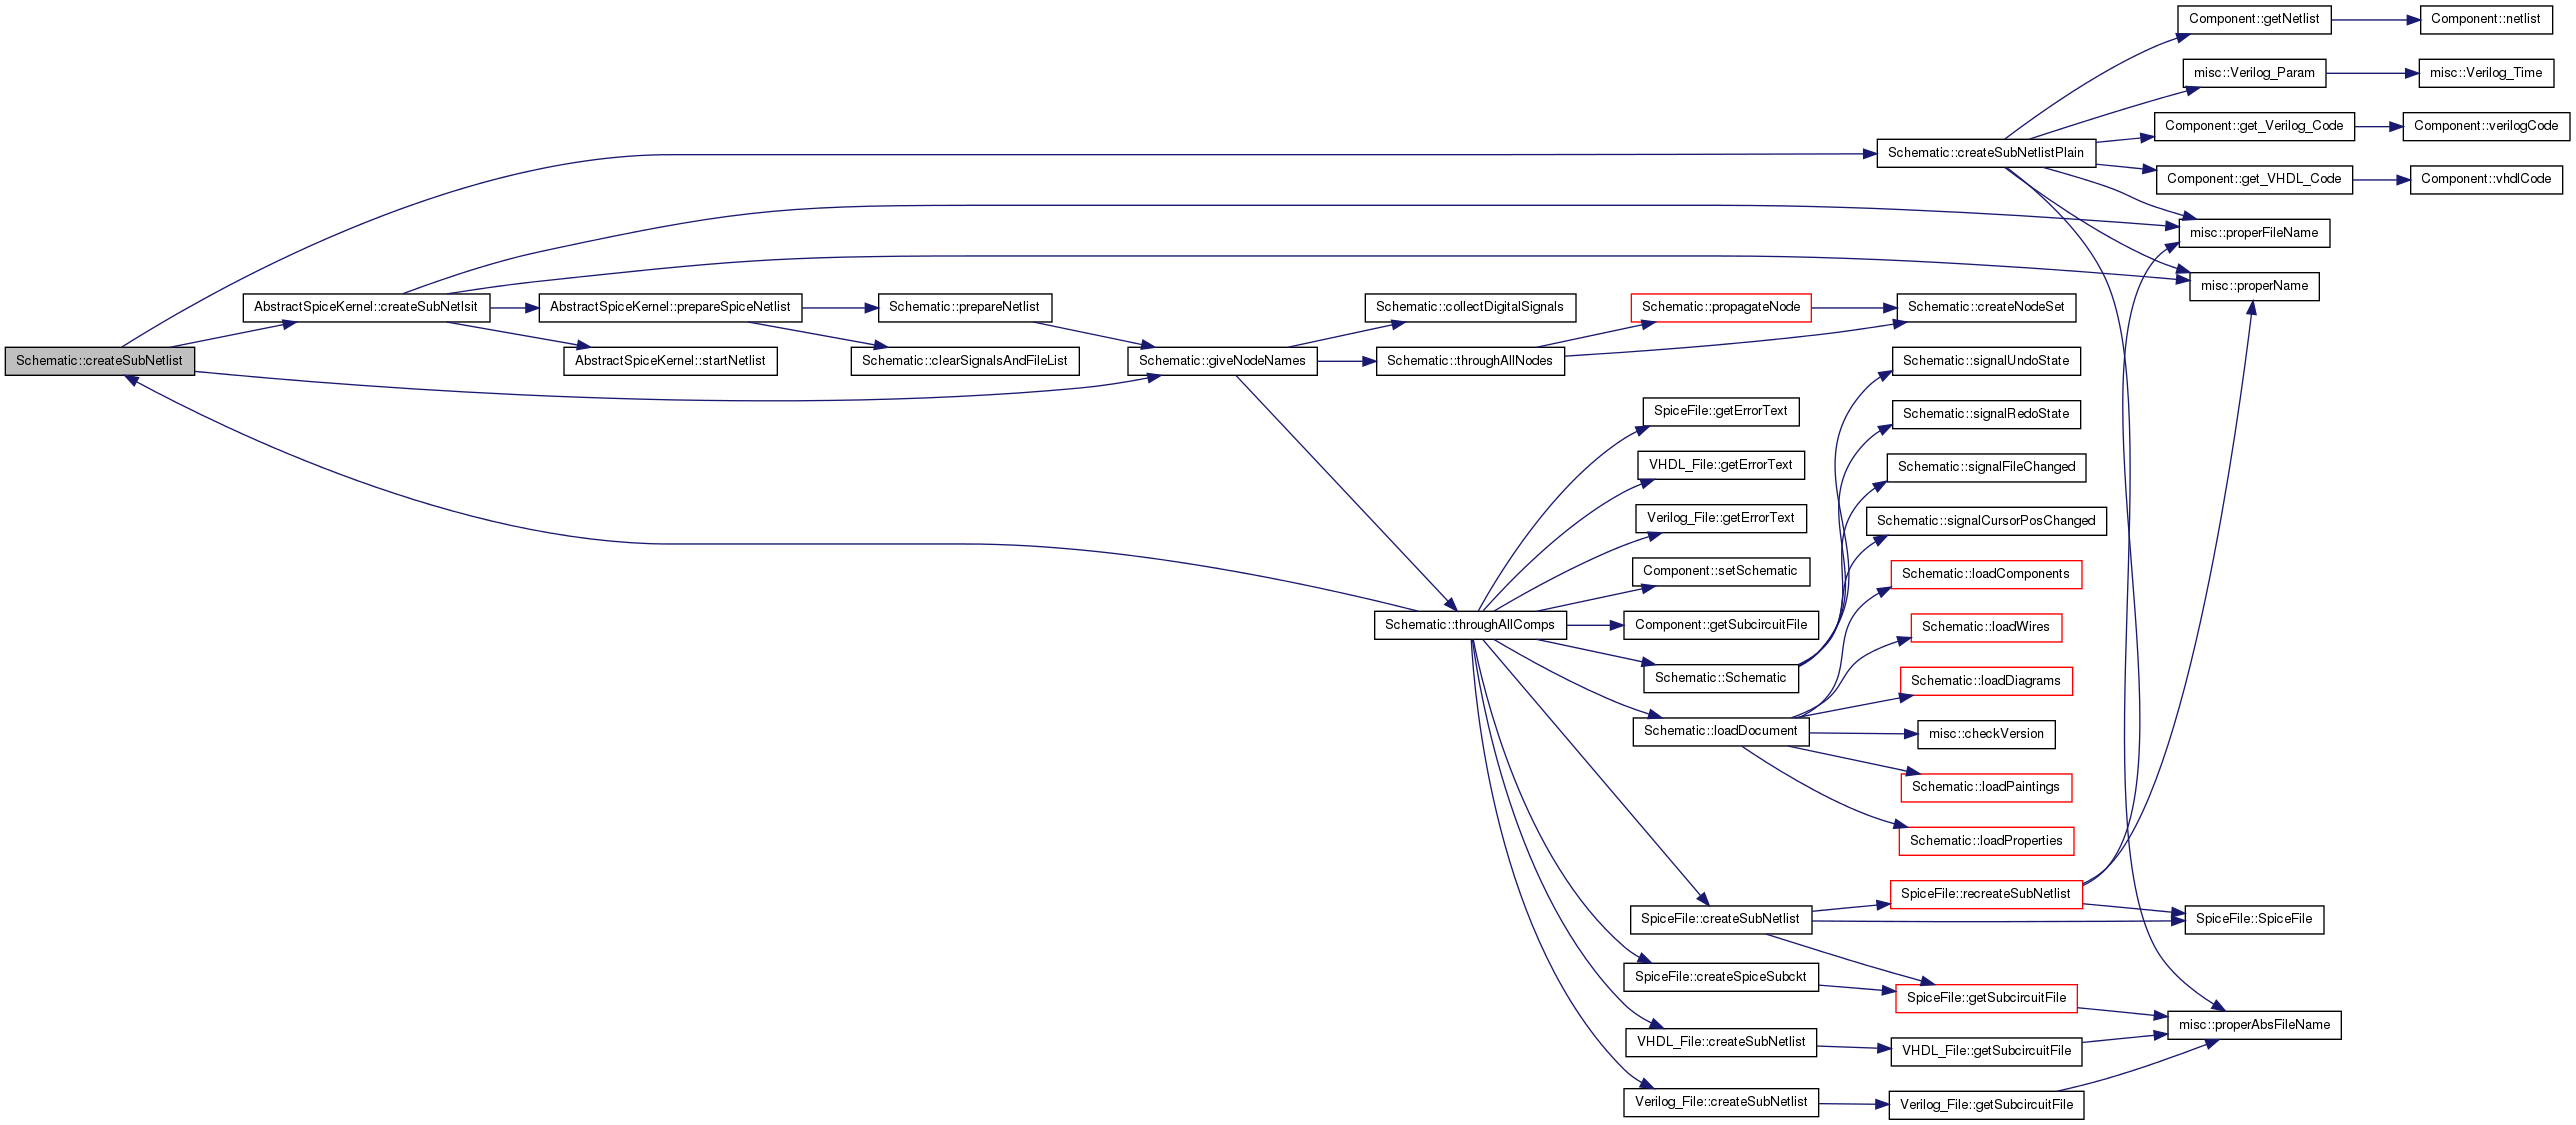 Schematic::createSubNetlist
AbstractSpiceKernel::createSubNetlsit
AbstractSpiceKernel::startNetlist
AbstractSpiceKernel::prepareSpiceNetlist
Schematic::prepareNetlist
Schematic::clearSignalsAndFileList
Schematic::giveNodeNames
Schematic::collectDigitalSignals
Schematic::throughAllNodes
Schematic::propagateNode
Schematic::createNodeSet
Schematic::throughAllComps
SpiceFile::getErrorText
VHDL_File::getErrorText
Verilog_File::getErrorText
Component::setSchematic
Component::getSubcircuitFile
Schematic::Schematic
Schematic::loadDocument
SpiceFile::createSubNetlist
SpiceFile::createSpiceSubckt
VHDL_File::createSubNetlist
Verilog_File::createSubNetlist
Schematic::signalUndoState
Schematic::signalRedoState
Schematic::signalFileChanged
Schematic::signalCursorPosChanged
Schematic::loadComponents
Schematic::loadWires
Schematic::loadDiagrams
misc::checkVersion
Schematic::loadPaintings
Schematic::loadProperties
SpiceFile::recreateSubNetlist
SpiceFile::getSubcircuitFile
VHDL_File::getSubcircuitFile
Verilog_File::getSubcircuitFile
Schematic::createSubNetlistPlain
Component::getNetlist
Component::netlist
misc::Verilog_Param
misc::Verilog_Time
Component::get_Verilog_Code
Component::verilogCode
Component::get_VHDL_Code
Component::vhdlCode
misc::properFileName
misc::properName
SpiceFile::SpiceFile
misc::properAbsFileName